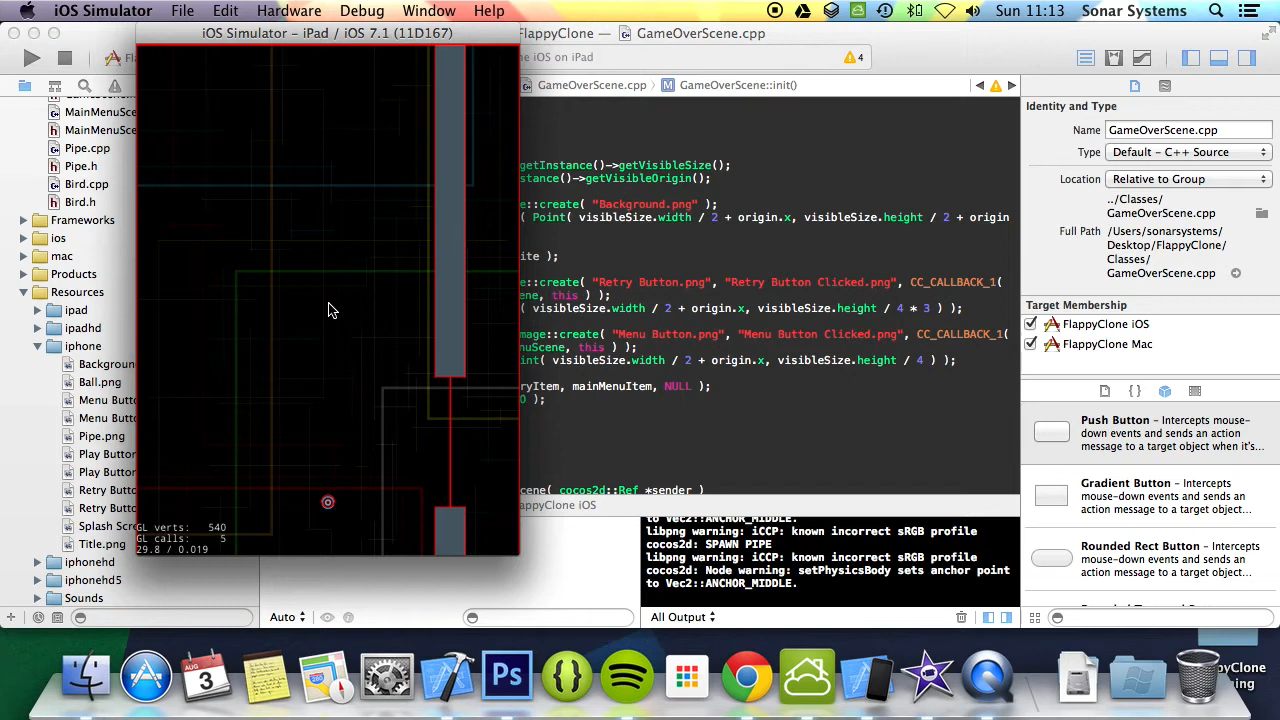 iOS Simulator File Edit Hardware Debug Window Help Sun 11:13 Sonar Systems
iOS Simulator - iPad / iOS 7.1 (11D167)
FlappyClone — GameOverScene.cpp
ne iOS on iPad
4
GameOverScene.cpp GameOverScene::init()
MainMenuSce
MainMenuSce
Pipe.cpp
Pipe.h
Bird.cpp
Bird.h
Frameworks
ios
mac
Products
Resources
ipad
ipadhd
iphone
Backgroun
Ball.png
Menu Butto
Menu Butto
Pipe.png
Play Button
Play Button
Retry Butto
Retry Butto
Splash Scre
Title.png
iphonehd
iphonehd5
Sounds
GL verts: 540
GL calls: 5
29.8 / 0.019
getInstance()->getVisibleSize();
stance()->getVisibleOrigin();
e::create( "Background.png" );
( Point( visibleSize.width / 2 + origin.x, visibleSize.height / 2 + origin
ite );
e::create( "Retry Button.png", "Retry Button Clicked.png", CC_CALLBACK_1(
ene, this ) );
( visibleSize.width / 2 + origin.x, visibleSize.height / 4 * 3 ) );
mage::create( "Menu Button.png", "Menu Button Clicked.png", CC_CALLBACK_1(
nuScene, this ) );
int( visibleSize.width / 2 + origin.x, visibleSize.height / 4 ) );
ryItem, mainMenuItem, NULL );
O );
scene( cocos2d::Ref *sender )
appyClone iOS
to Vec2::ANCHOR_MIDDLE.
libpng warning: iCCP: known incorrect sRGB profile
cocos2d: SPAWN PIPE
libpng warning: iCCP: known incorrect sRGB profile
cocos2d: Node warning: setPhysicsBody sets anchor point
to Vec2::ANCHOR_MIDDLE.
Auto
All Output
Identity and Type
Name GameOverScene.cpp
Type Default - C++ Source
Location Relative to Group
../Classes/
GameOverScene.cpp
Full Path /Users/sonarsystems/
Desktop/FlappyClone/
Classes/
GameOverScene.cpp
Target Membership
FlappyClone iOS
FlappyClone Mac
Push Button - Intercepts mouse-
down events and sends an action
message to a target object when it's...
Gradient Button - Intercepts
mouse-down events and sends an
action message to a target object...
Rounded Rect Button - Intercepts
mouse-down events and sends an
action message to a target object...
AUG
3
Ps